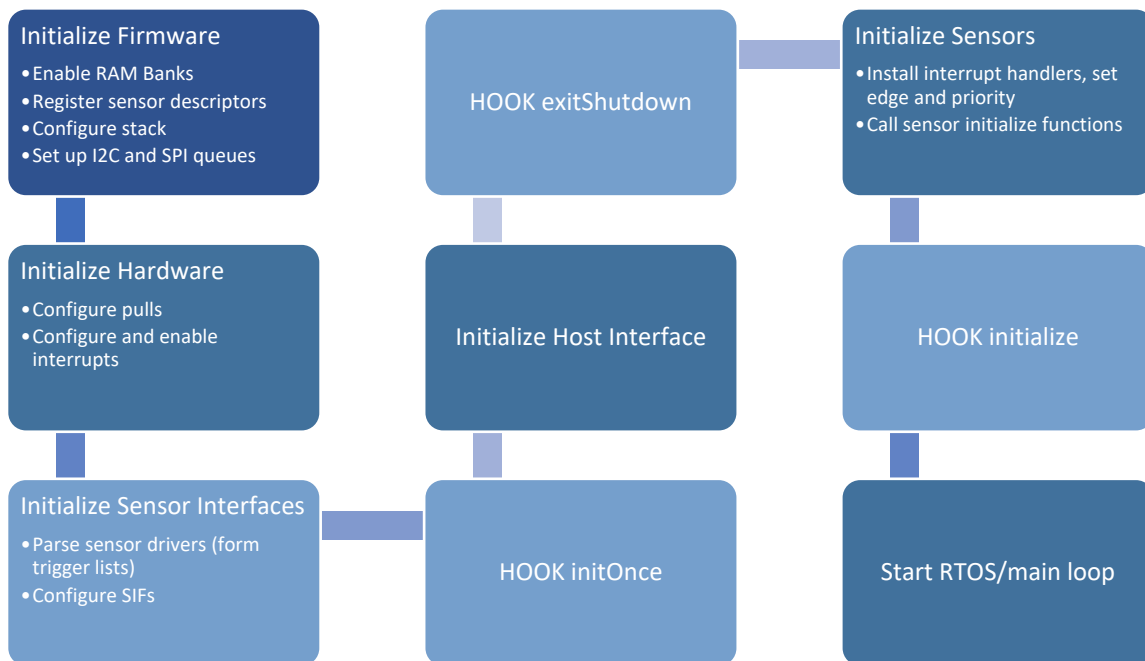 Initialize Firmware
•Enable RAM Banks
•Register sensor descriptors
•Configure stack
•Set up I2C and SPI queues
Initialize Hardware
•Configure pulls
•Configure and enable
interrupts
Initialize Sensor Interfaces
•Parse sensor drivers (form
trigger lists)
•Configure SIFs
HOOK initOnce
Initialize Host Interface
HOOK exitShutdown
Initialize Sensors
•Install interrupt handlers, set
edge and priority
•Call sensor initialize functions
HOOK initialize
Start RTOS/main loop